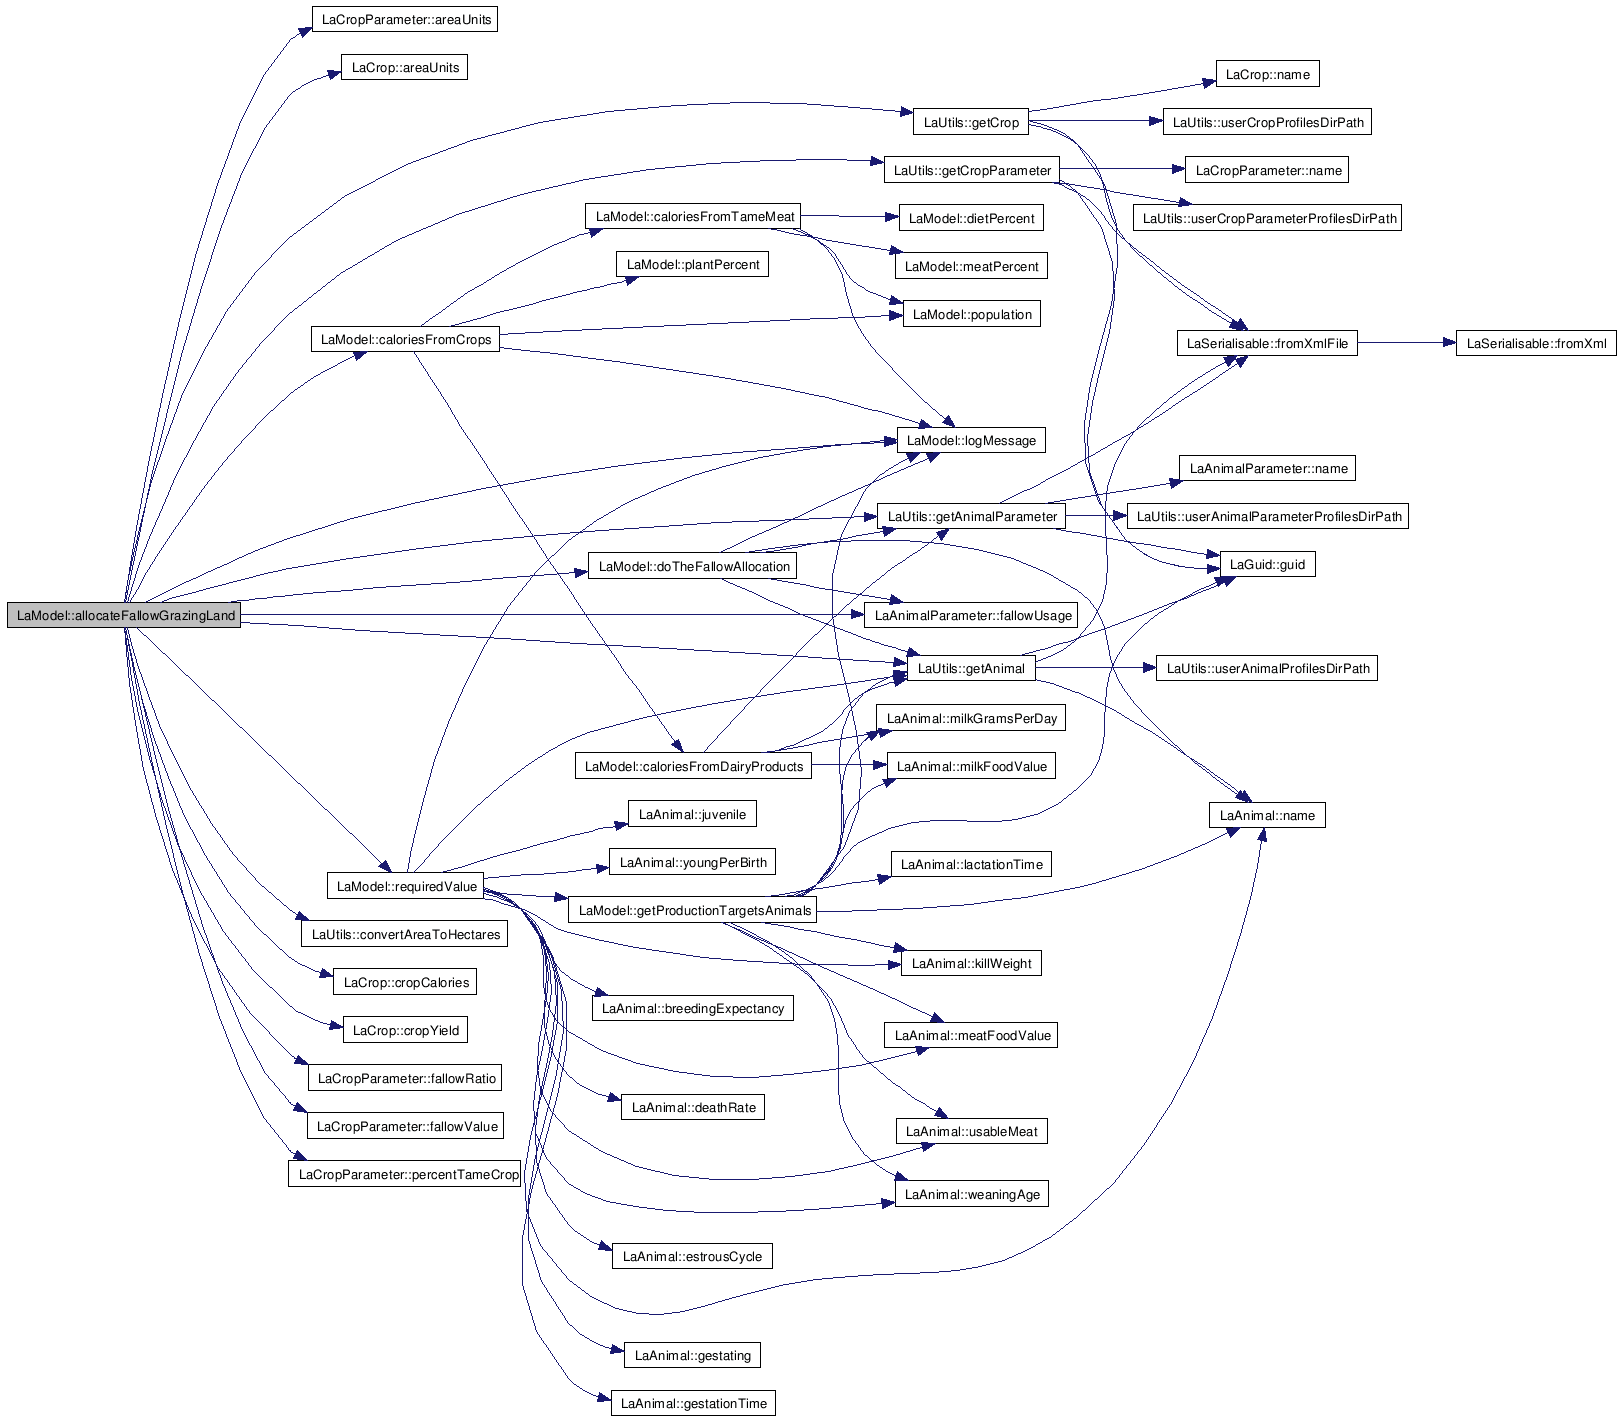 LaCropParameter::areaUnits
LaCrop::areaUnits
LaCrop::name
LaUtils::getCrop
LaUtils::userCropProfilesDirPath
LaUtils::getCropParameter
LaCropParameter::name
LaModel::caloriesFromTameMeat
LaModel::dietPercent
LaUtils::userCropParameterProfilesDirPath
LaModel::plantPercent
LaModel::meatPercent
LaModel::population
LaModel::caloriesFromCrops
LaSerialisable::fromXmlFile
LaSerialisable::fromXml
LaModel::logMessage
LaAnimalParameter::name
LaUtils::getAnimalParameter
LaUtils::userAnimalParameterProfilesDirPath
LaModel::doTheFallowAllocation
LaGuid::guid
LaModel::allocateFallowGrazingLand
LaAnimalParameter::fallowUsage
LaUtils::getAnimal
LaUtils::userAnimalProfilesDirPath
LaAnimal::milkGramsPerDay
LaModel::caloriesFromDairyProducts
LaAnimal::milkFoodValue
LaAnimal::juvenile
LaAnimal::name
LaAnimal::youngPerBirth
LaAnimal::lactationTime
LaModel::requiredValue
LaModel::getProductionTargetsAnimals
LaUtils::convertAreaToHectares
LaAnimal::killWeight
LaCrop::cropCalories
LaAnimal::breedingExpectancy
LaCrop::cropYield
LaAnimal::meatFoodValue
LaCropParameter::fallowRatio
LaAnimal::deathRate
LaCropParameter::fallowValue
LaAnimal::usableMeat
LaCropParameter::percentTameCrop
LaAnimal::weaningAge
LaAnimal::estrousCycle
LaAnimal::gestating
LaAnimal::gestationTime